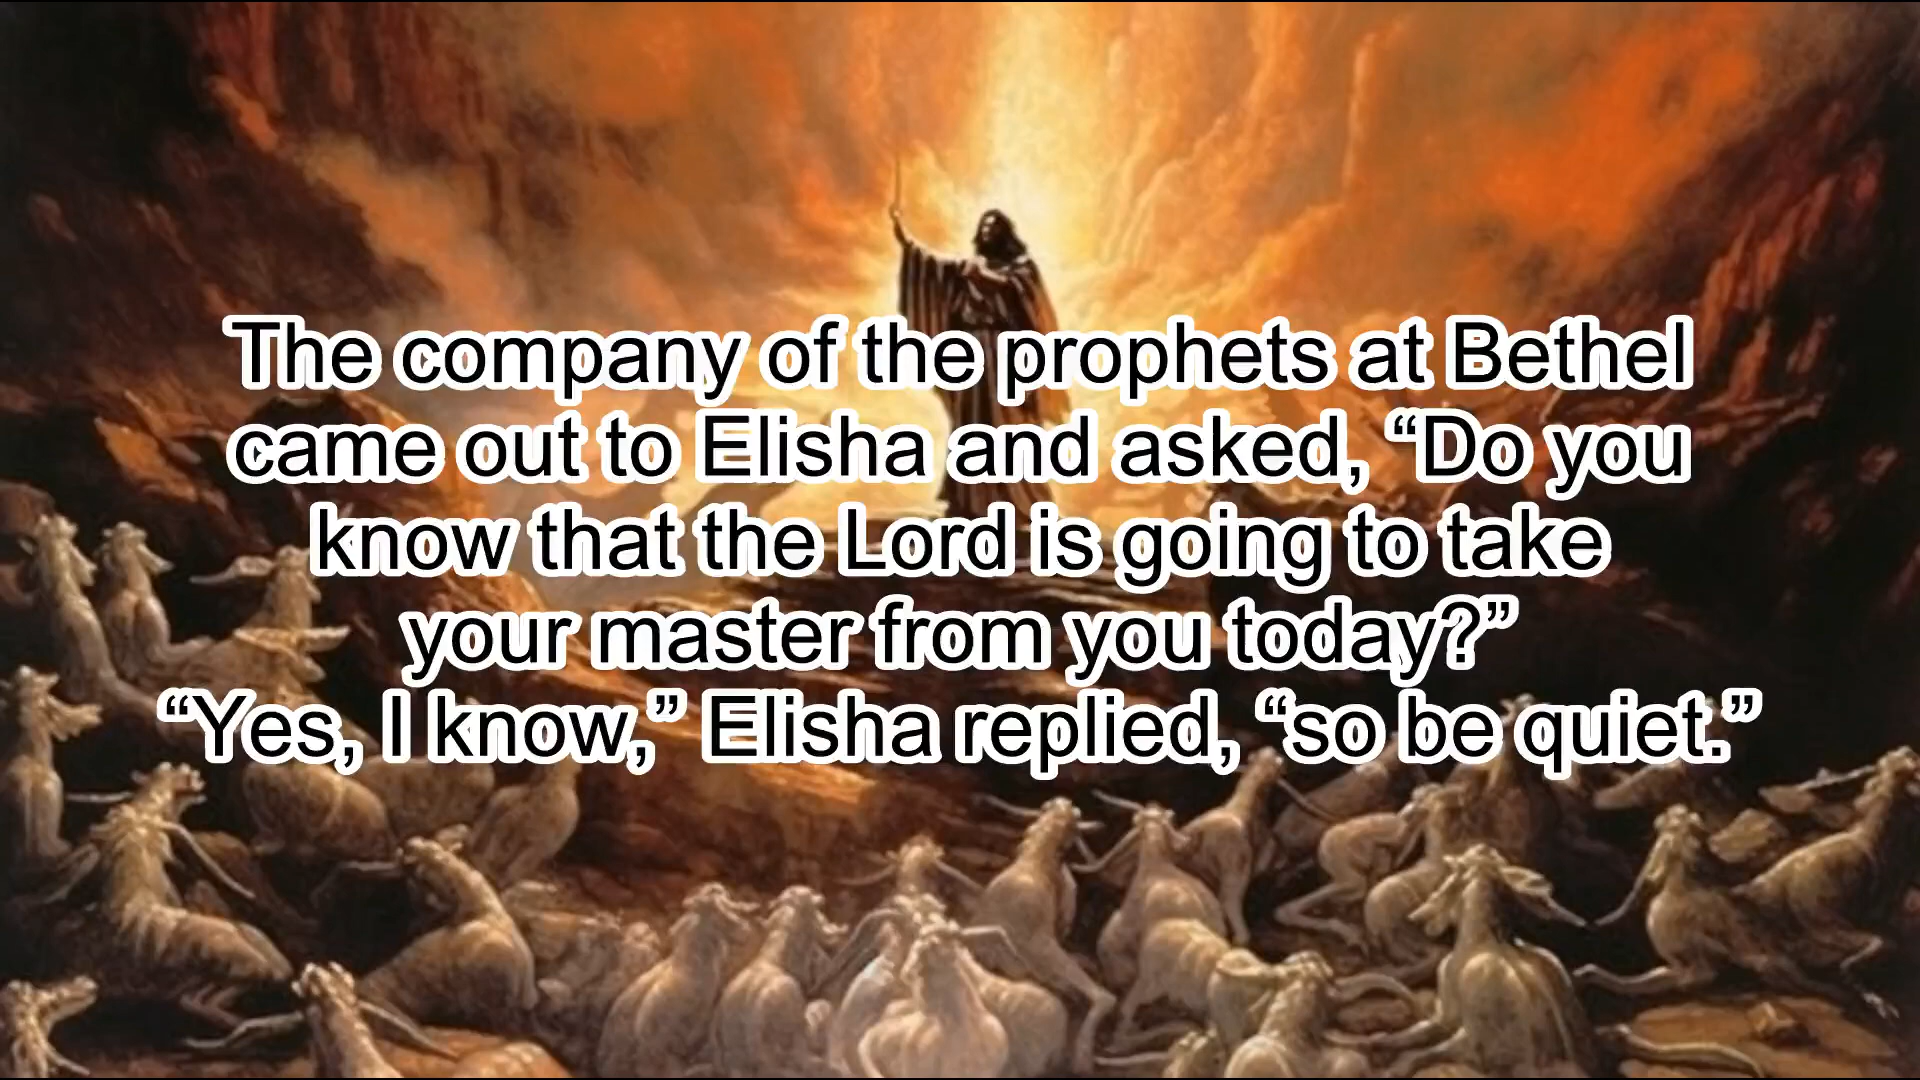 The company of the prophets at Bethel
came out to Elisha and asked, “Do you
know that the Lord is going to take
your master from you today?”
“Yes, I know,” Elisha replied, “so be quiet.”